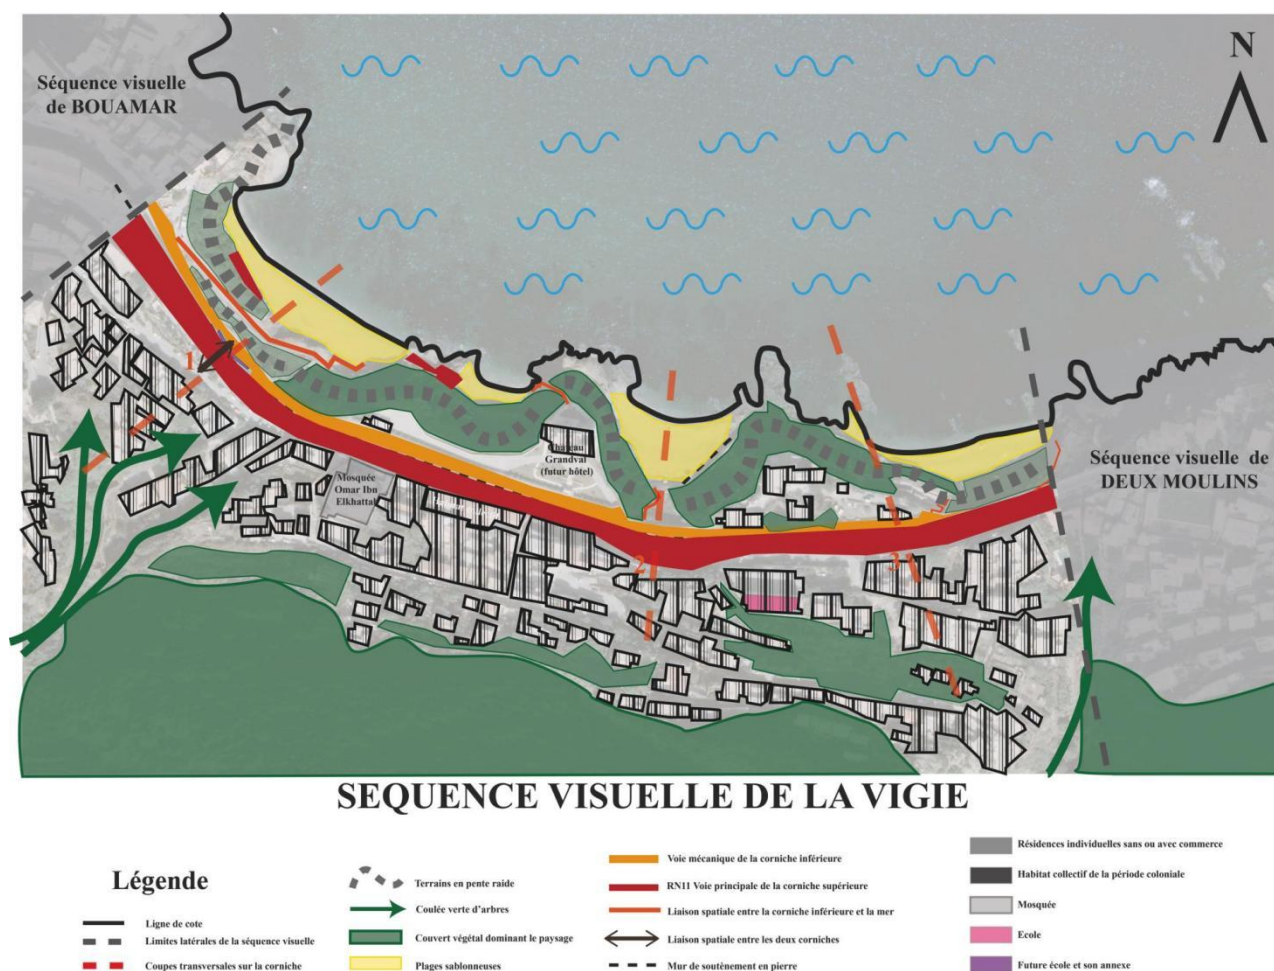 Séquence visuelle
de BOUAMAR
N
1
Château
Grandval
(futur hôtel)
Mosquée
Omar Ibn
Elkhattab
Séquence visuelle de
DEUX MOULINS
2
3
SEQUENCE VISUELLE DE LA VIGIE
Légende
Ligne de cote
Limites latérales de la séquence visuelle
Coupes transversales sur la corniche
Terrains en pente raide
Coulée verte d'arbres
Couvert végétal dominant le paysage
Plages sablonneuses
Voie mécanique de la corniche inférieure
RN11 Voie principale de la corniche supérieure
Liaison spatiale entre la corniche inférieure et la mer
Liaison spatiale entre les deux corniches
Mur de soutènement en pierre
Résidences individuelles sans ou avec commerce
Habitat collectif de la période coloniale
Mosquée
Ecole
Future école et son annexe